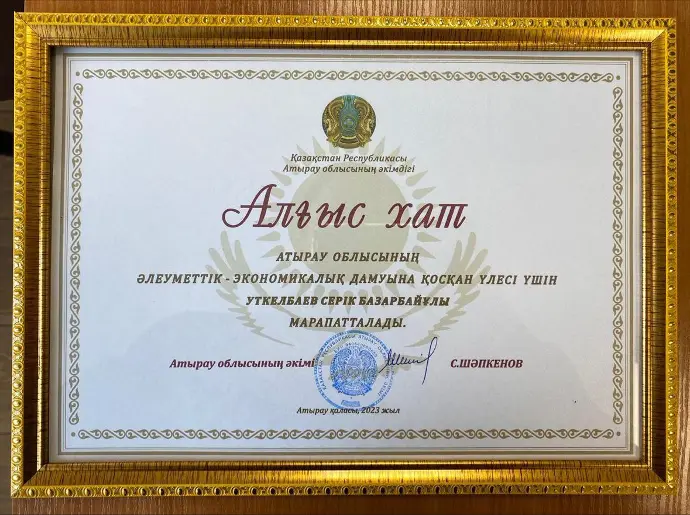 Қазақстан Республикасы
Атырау облысының әкімдігі
Алғыс хат
АТЫРАУ ОБЛЫСЫНЫҢ
ӘЛЕУМЕТТІК - ЭКОНОМИКАЛЫҚ ДАМУЫНА ҚОСҚАН ҮЛЕСІ ҮШІН
УТКЕЛБАЕВ СЕРІК БАЗАРБАЙҰЛЫ
МАРАПАТТАЛАДЫ.
Атырау облысының әкімі С.ШӘПКЕНОВ
Атырау қаласы, 2023 жыл